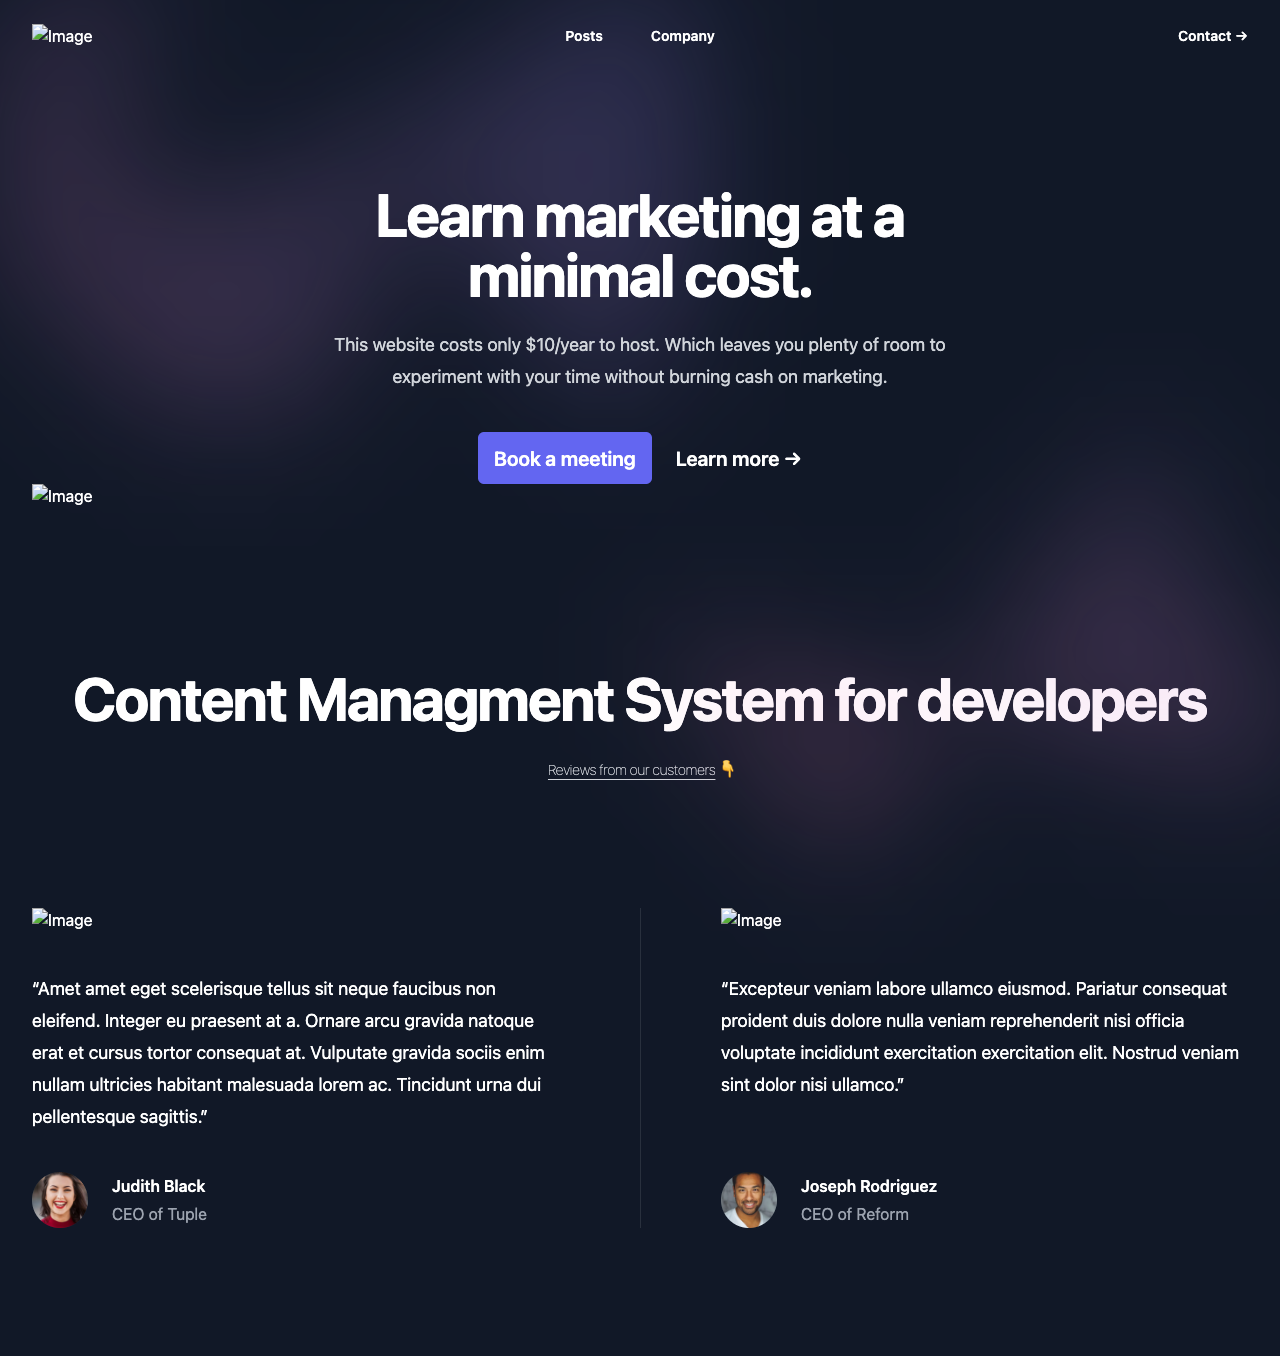 Image
Posts
Company
Contact →
Learn marketing at a
minimal cost.
This website costs only $10/year to host. Which leaves you plenty of room to
experiment with your time without burning cash on marketing.
Book a meeting
Learn more →
Image
Content Managment System for developers
Reviews from our customers 👇
Image
“Amet amet eget scelerisque tellus sit neque faucibus non
eleifend. Integer eu praesent at a. Ornare arcu gravida natoque
erat et cursus tortor consequat at. Vulputate gravida sociis enim
nullam ultricies habitant malesuada lorem ac. Tincidunt urna dui
pellentesque sagittis.”
Judith Black
CEO of Tuple
Image
“Excepteur veniam labore ullamco eiusmod. Pariatur consequat
proident duis dolore nulla veniam reprehenderit nisi officia
voluptate incididunt exercitation exercitation elit. Nostrud veniam
sint dolor nisi ullamco.”
Joseph Rodriguez
CEO of Reform